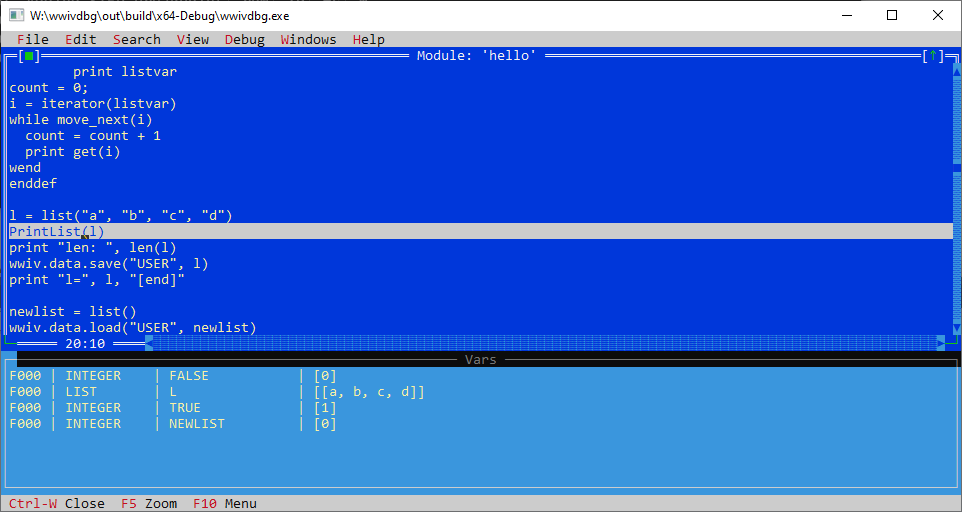 W:\wwivdbg\out\build\x64-Debug\wwivdbg.exe
File Edit Search View Debug Windows Help
[■] Module: 'hello' [↑]
print listvar
count = 0;
i = iterator(listvar)
while move_next(i)
count = count + 1
print get(i)
wend
enddef
l = list("a", "b", "c", "d")
PrintList(l)
print "len: ", len(l)
wwiv.data.save("USER", l)
print "l=", l, "[end]"
newlist = list()
wwiv.data.load("USER", newlist)
20:10
Vars
F000 | INTEGER | FALSE | [0]
F000 | LIST | L | [[a, b, c, d]]
F000 | INTEGER | TRUE | [1]
F000 | INTEGER | NEWLIST | [0]
Ctrl-W Close F5 Zoom F10 Menu